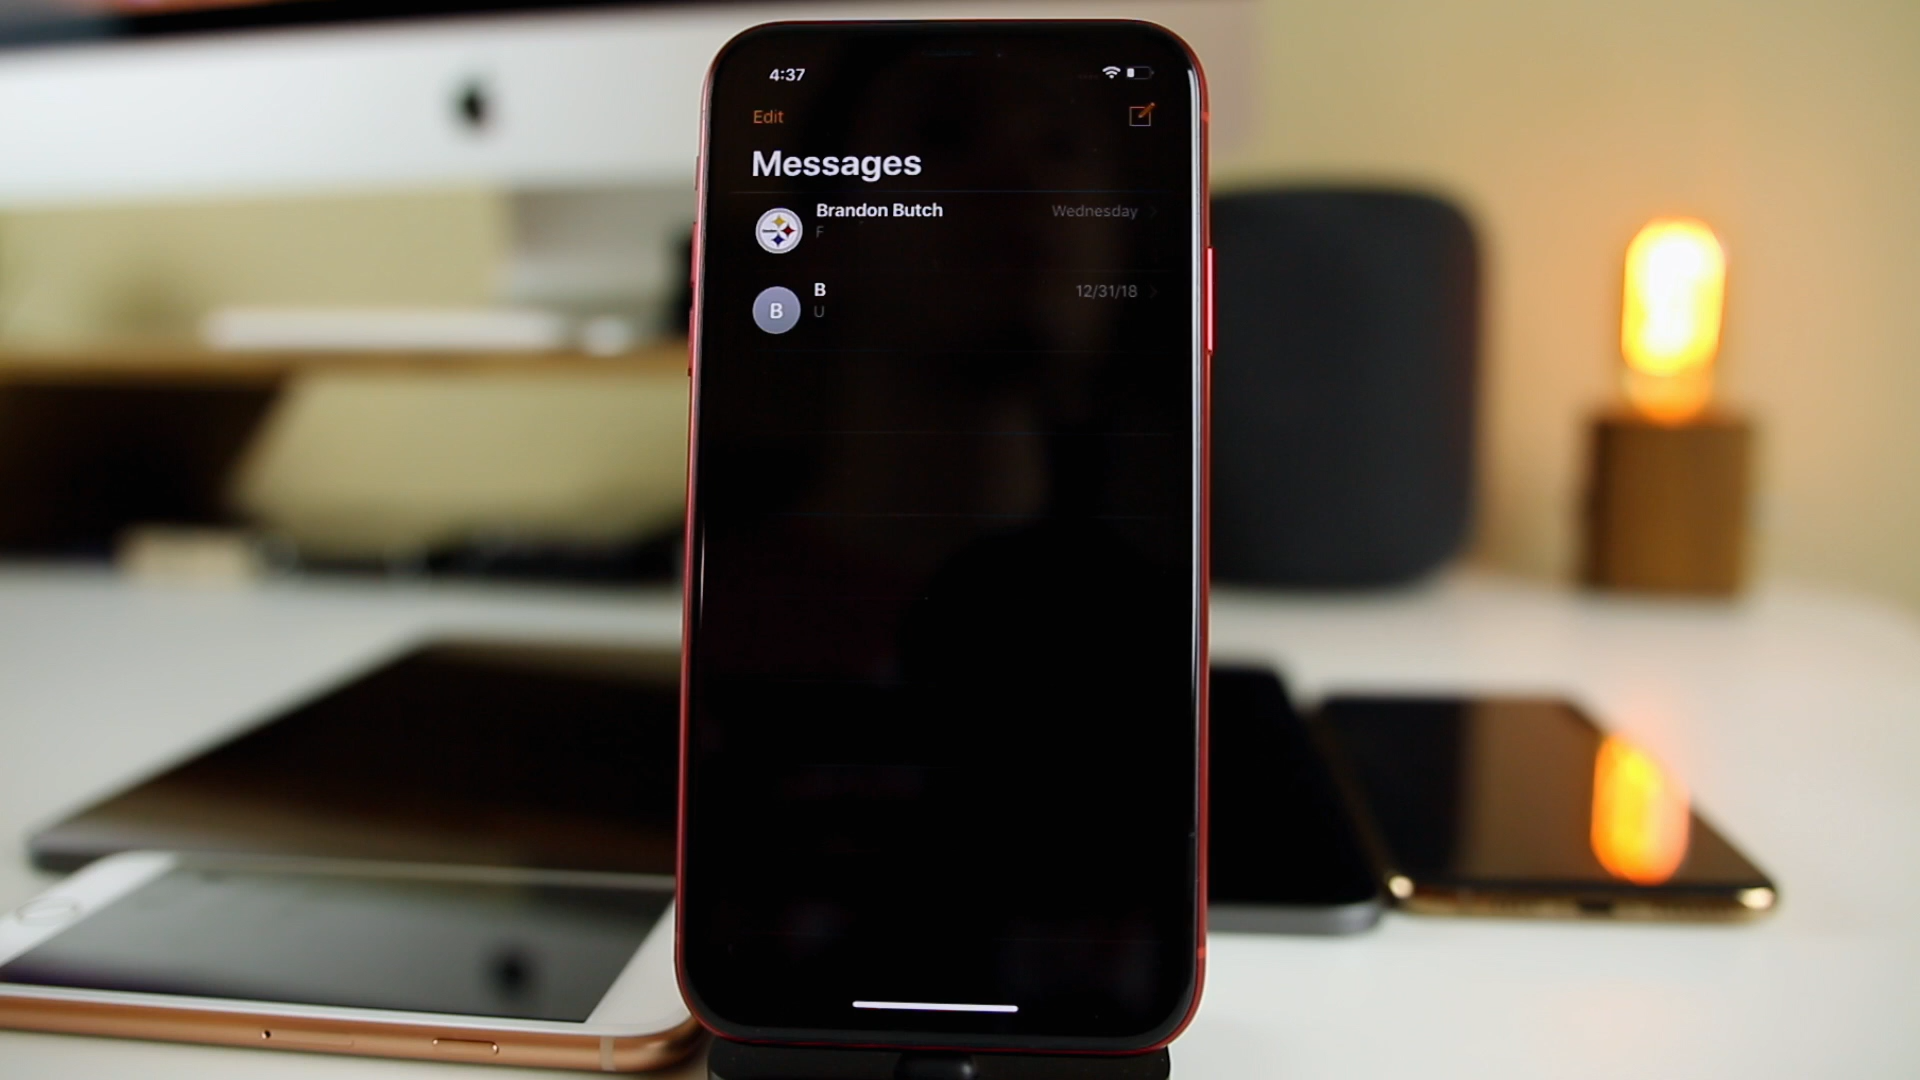 4:37
Edit
Messages
Brandon Butch Wednesday
F
B B 12/31/18
U